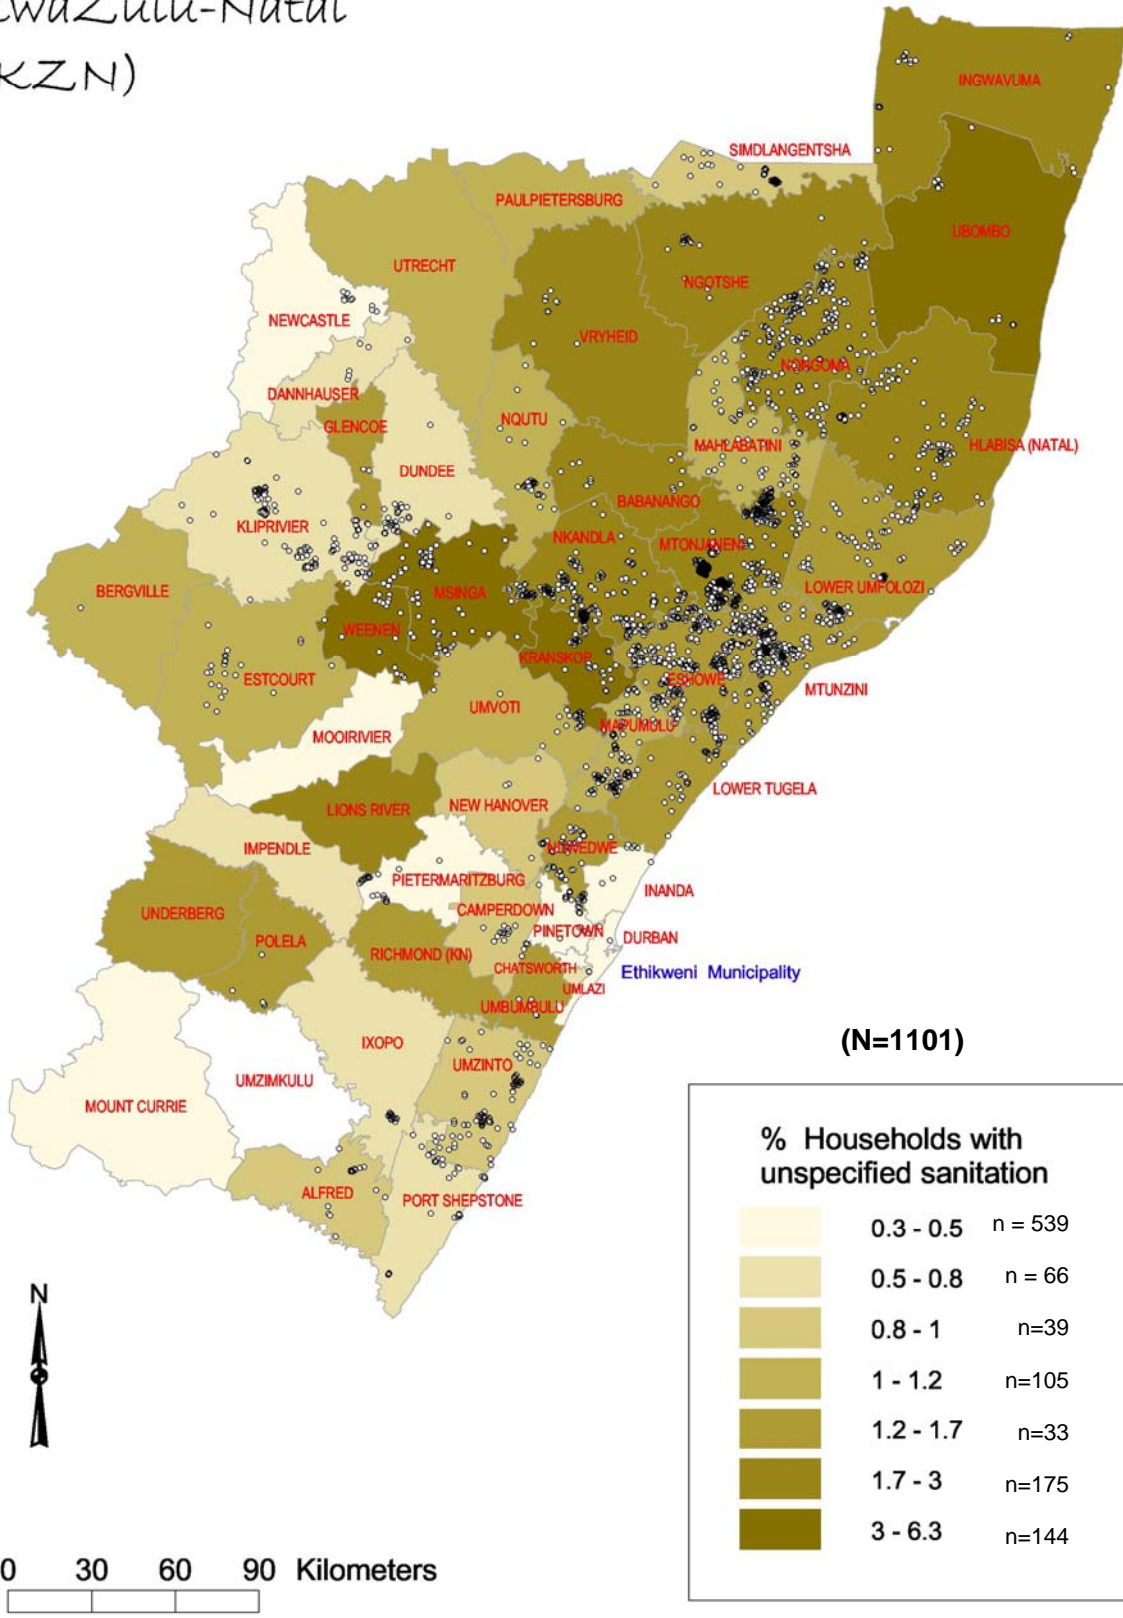 KwaZulu-Natal
(KZN)
INGWAVUMA
SIMDLANGENTSHA
PAULPIETERSBURG
UBOMBO
UTRECHT
NGOTSHE
NEWCASTLE
VRYHEID
NONGOMA
DANNHAUSER
GLENCOE
NQUTU
MAHLABATINI
HLABISA (NATAL)
DUNDEE
BABANANGO
KLIPRIVIER
NKANDLA
MTONJANENI
BERGVILLE
MSINGA
LOWER UMFOLOZI
WEENEN
KRANSKOP
ESTCOURT
ESHOWE
MTUNZINI
UMVOTI
MAPUMULU
MOOIRIVIER
LOWER TUGELA
LIONS RIVER
NEW HANOVER
IMPENDLE
NDWEDWE
PIETERMARITZBURG
INANDA
UNDERBERG
CAMPERDOWN
PINETOWN
DURBAN
POLELA
RICHMOND (KN)
CHATSWORTH
Ethikweni Municipality
UMLAZI
UMBUMBULU
IXOPO
(N=1101)
UMZINTO
UMZIMKULU
MOUNT CURRIE
% Households with
unspecified sanitation
ALFRED
PORT SHEPSTONE
0.3 - 0.5 n = 539
0.5 - 0.8 n = 66
0.8 - 1 n=39
1 - 1.2 n=105
1.2 - 1.7 n=33
1.7 - 3 n=175
3 - 6.3 n=144
N
0 30 60 90 Kilometers